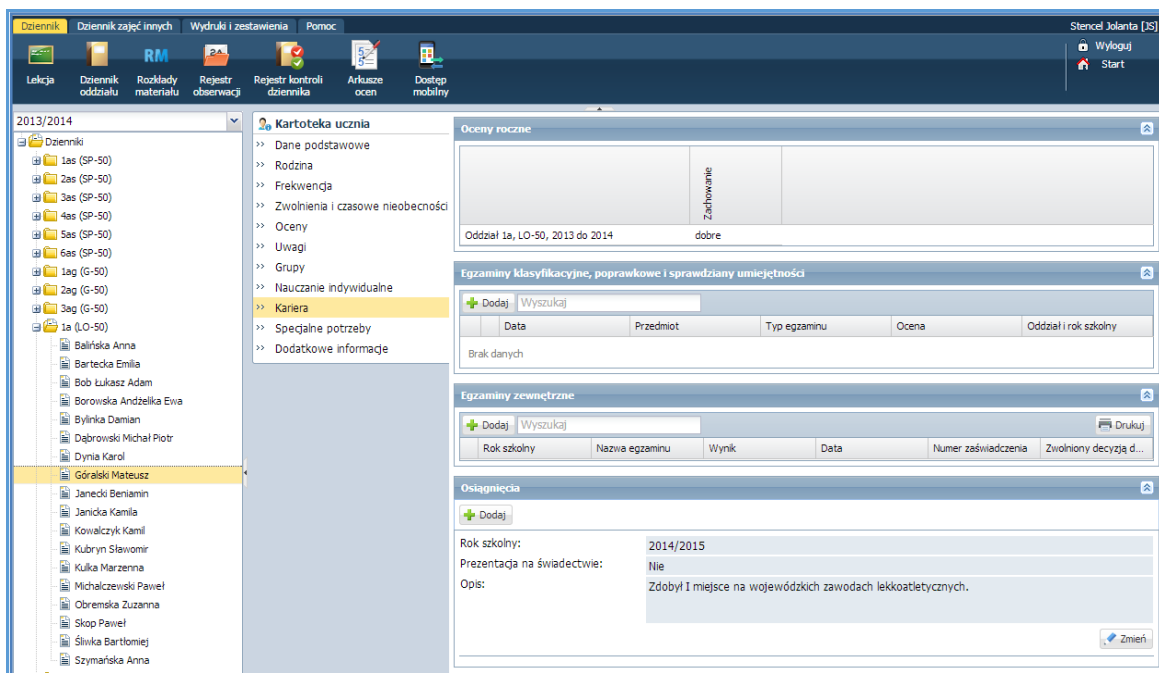 Dziennik Dziennik zajęć innych Wydruki i zestawienia Pomoc Stencel Jolanta [JS]
Wyloguj
Start
RM
Lekcja Dziennik oddziału Rozkłady materiału Rejestr obserwacji Rejestr kontroli dziennika Arkusze ocen Dostęp mobilny
2013/2014
Dzienniki
1as (SP-50)
2as (SP-50)
3as (SP-50)
4as (SP-50)
5as (SP-50)
6as (SP-50)
1ag (G-50)
2ag (G-50)
3ag (G-50)
1a (LO-50)
Balińska Anna
Bartecka Emilia
Bob Łukasz Adam
Borowska Andżelika Ewa
Bylinka Damian
Dąbrowski Michał Piotr
Dynia Karol
Góralski Mateusz
Janecki Beniamin
Janicka Kamila
Kowalczyk Kamil
Kubryn Sławomir
Kulka Marzenna
Michalczewski Paweł
Obremska Zuzanna
Skop Paweł
Śliwka Bartłomiej
Szymańska Anna
Kartoteka ucznia
Dane podstawowe
Rodzina
Frekwencja
Zwolnienia i czasowe nieobecności
Oceny
Uwagi
Grupy
Nauczanie indywidualne
Kariera
Specjalne potrzeby
Dodatkowe informacje
Oceny roczne
Zachowanie
Oddział 1a, LO-50, 2013 do 2014 dobre
Egzaminy klasyfikacyjne, poprawkowe i sprawdziany umiejętności
Dodaj Wyszukaj
Data Przedmiot Typ egzaminu Ocena Oddział i rok szkolny
Brak danych
Egzaminy zewnętrzne
Dodaj Wyszukaj Drukuj
Rok szkolny Nazwa egzaminu Wynik Data Numer zaświadczenia Zwolniony decyzją d...
Osiągnięcia
Dodaj
Rok szkolny: 2014/2015
Prezentacja na świadectwie: Nie
Opis: Zdobył I miejsce na wojewódzkich zawodach lekkoatletycznych.
Zmień